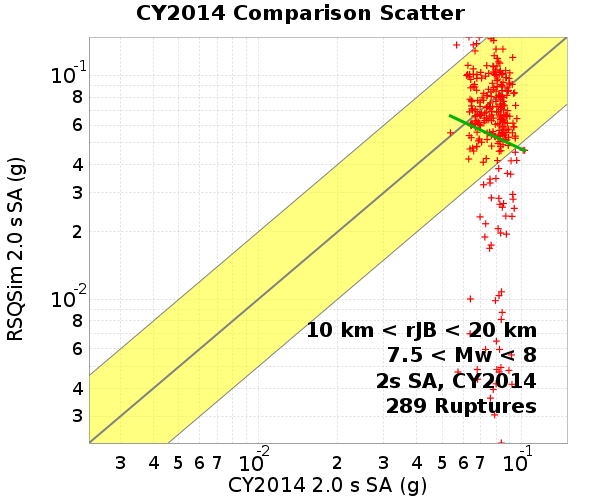 CY2014 Comparison Scatter
RSQSim 2.0 s SA (g)
10⁻¹
8
6
4
3
2
10⁻²
8
6
4
3
10 km < rJB < 20 km
7.5 < Mw < 8
2s SA, CY2014
289 Ruptures
3 4 5 6 7 10⁻² 2 3 4 5 6 7 10⁻¹
CY2014 2.0 s SA (g)